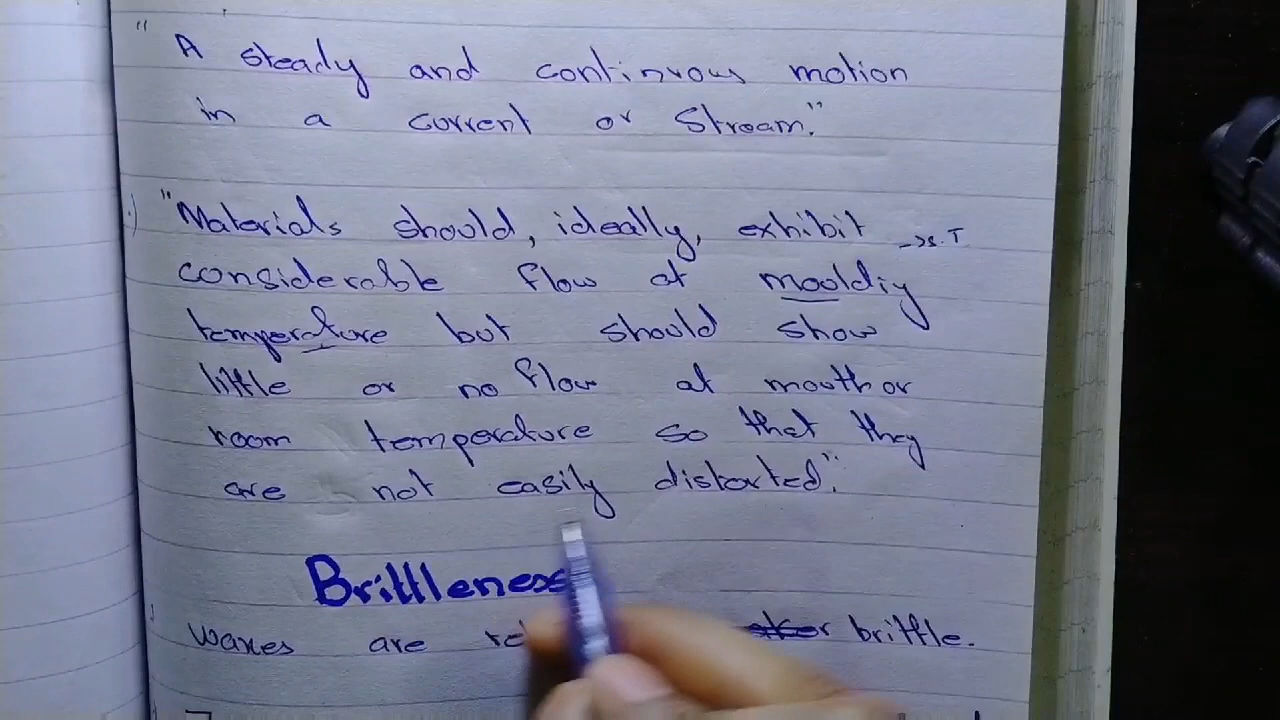 "A steady and continuous motion
in a current or Stream."
"Materials should, ideally, exhibit
considerable flow at mouldiy
temperature but should show
little or no flow at mouth or
room temperature so that they
are not easily distorted."
Brittleness
waxes are brittle.